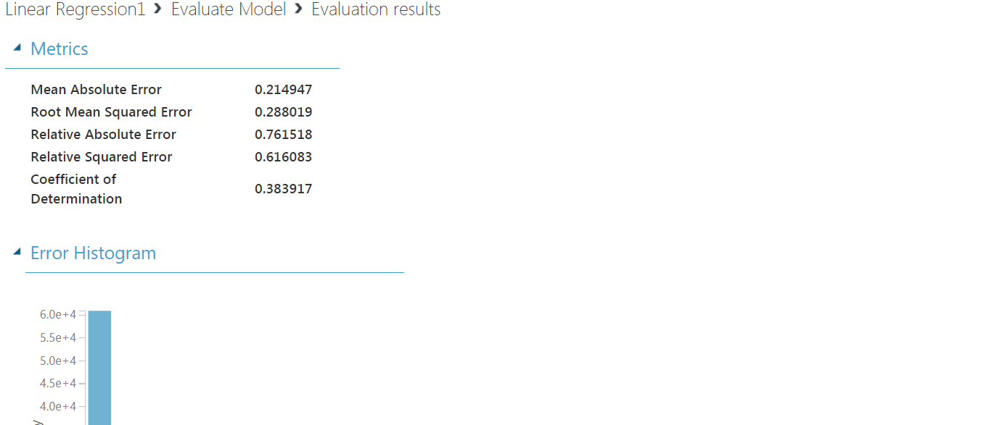 Linear Regression1 > Evaluate Model > Evaluation results
Metrics
Mean Absolute Error 0.214947
Root Mean Squared Error 0.288019
Relative Absolute Error 0.761518
Relative Squared Error 0.616083
Coefficient of
Determination 0.383917
Error Histogram
6.0e+4
5.5e+4
5.0e+4
4.5e+4
4.0e+4